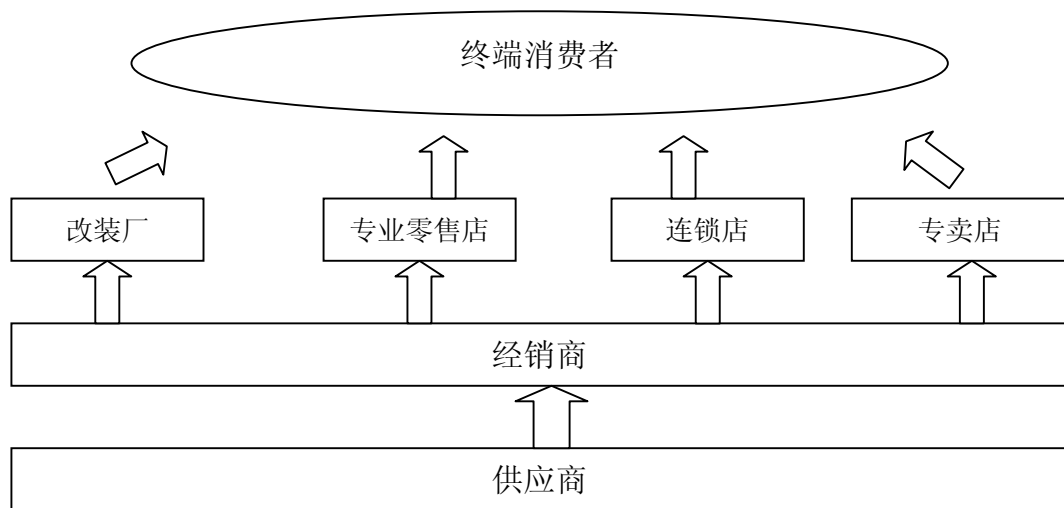 终端消费者
改装厂
专业零售店
连锁店
专卖店
经销商
供应商